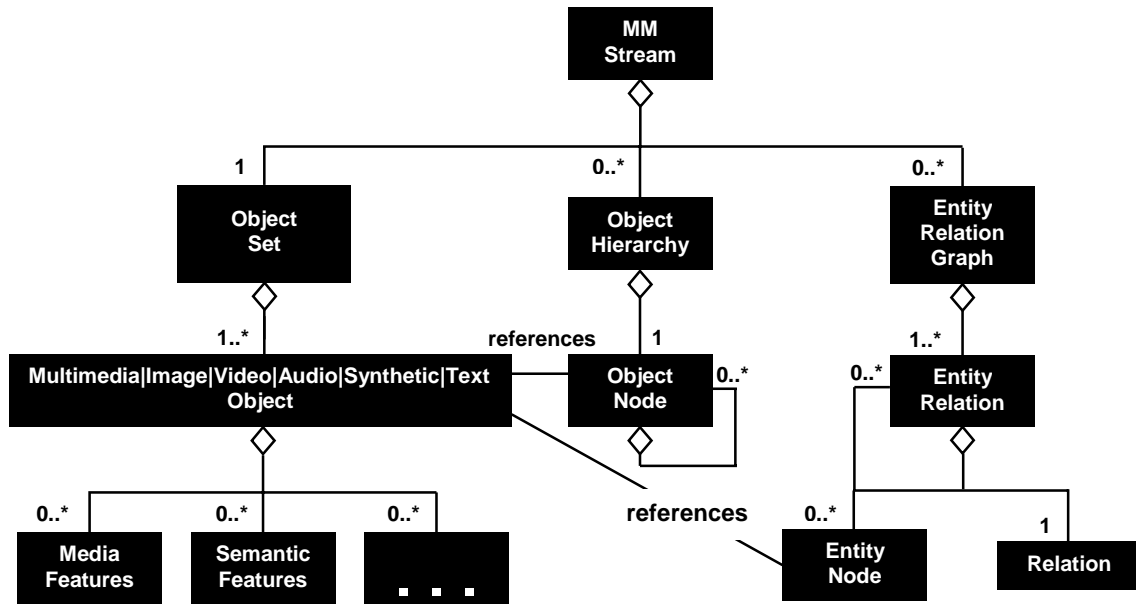 MM
Stream
1
0..*
0..*
Object
Set
Object
Hierarchy
Entity
Relation
Graph
1..*
references
1
1..*
Multimedia|Image|Video|Audio|Synthetic|Text
Object
Object
Node
0..*
0..*
Entity
Relation
0..*
0..*
0..*
references
0..*
1
Media
Features
Semantic
Features
. . .
Entity
Node
Relation